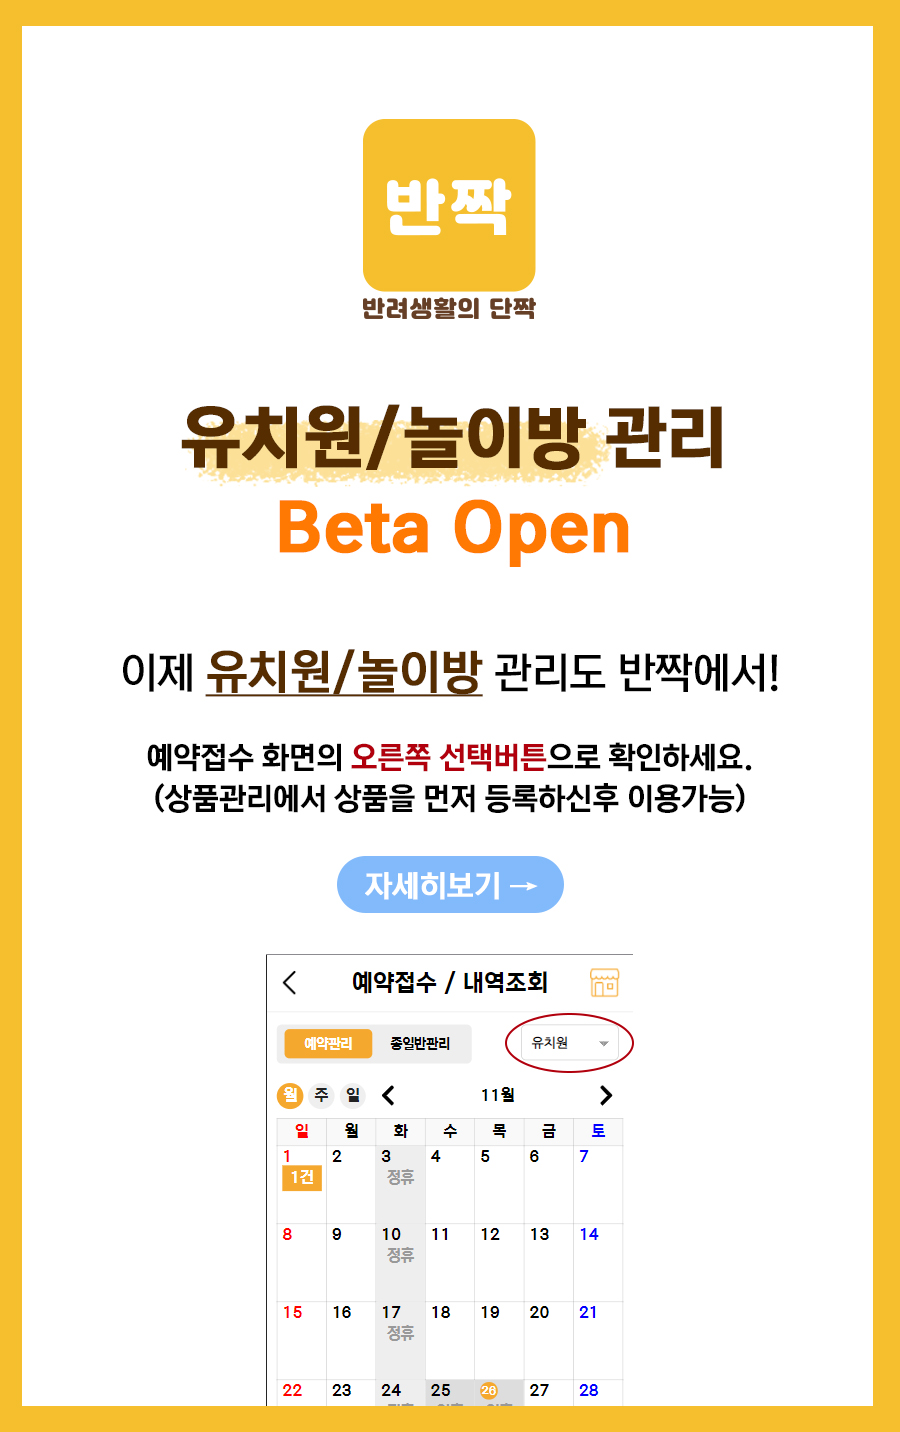 반짝
반려생활의 단짝
유치원/놀이방 관리
Beta Open
이제 유치원/놀이방 관리도 반짝에서!
예약접수 화면의 오른쪽 선택버튼으로 확인하세요.
(상품관리에서 상품을 먼저 등록하신후 이용가능)
자세히보기 →
예약접수 / 내역조회
예약관리 종일반관리 유치원
월 주 일 11월
일 월 화 수 목 금 토
1 2 3 4 5 6 7
1건 정휴
8 9 10 11 12 13 14
정휴
15 16 17 18 19 20 21
정휴
22 23 24 25 26 27 28